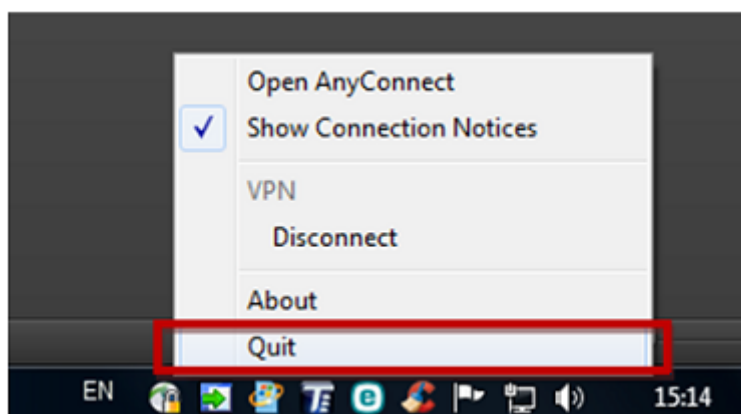 Open AnyConnect
Show Connection Notices
VPN
Disconnect
About
Quit
EN
15:14